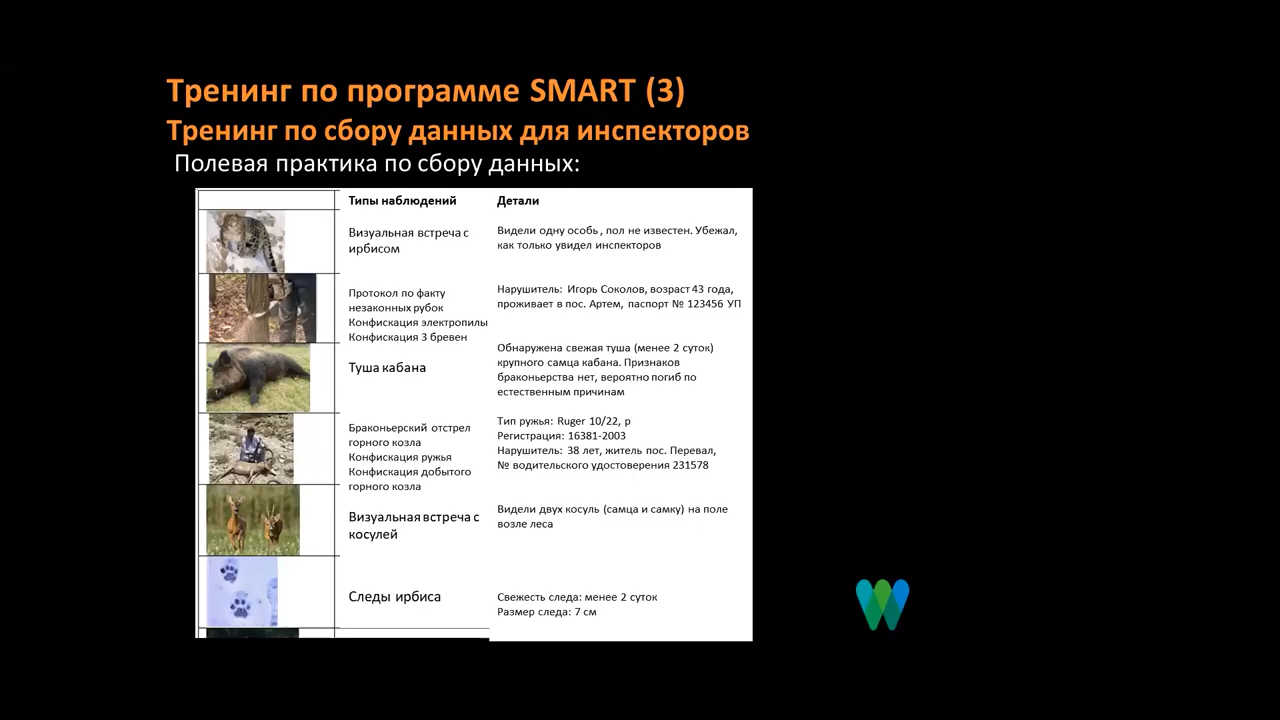 Тренинг по программе SMART (3)
Тренинг по сбору данных для инспекторов
Полевая практика по сбору данных:
Типы наблюдений
Детали
Визуальная встреча с
ирбисом
Видели одну особь , пол не известен. Убежал,
как только увидел инспекторов
Протокол по факту
незаконных рубок
Конфискация электропилы
Конфискация 3 бревен
Нарушитель: Игорь Соколов, возраст 43 года,
проживает в пос. Артем, паспорт № 123456 УП
Туша кабана
Обнаружена свежая туша (менее 2 суток)
крупного самца кабана. Признаков
браконьерства нет, вероятно погиб по
естественным причинам
Браконьерский отстрел
горного козла
Конфискация ружья
Конфискация добытого
горного козла
Тип ружья: Ruger 10/22, р
Регистрация: 16381-2003
Нарушитель: 38 лет, житель пос. Перевал,
№ водительского удостоверения 231578
Визуальная встреча с
косулей
Видели двух косуль (самца и самку) на поле
возле леса
Следы ирбиса
Свежесть следа: менее 2 суток
Размер следа: 7 см